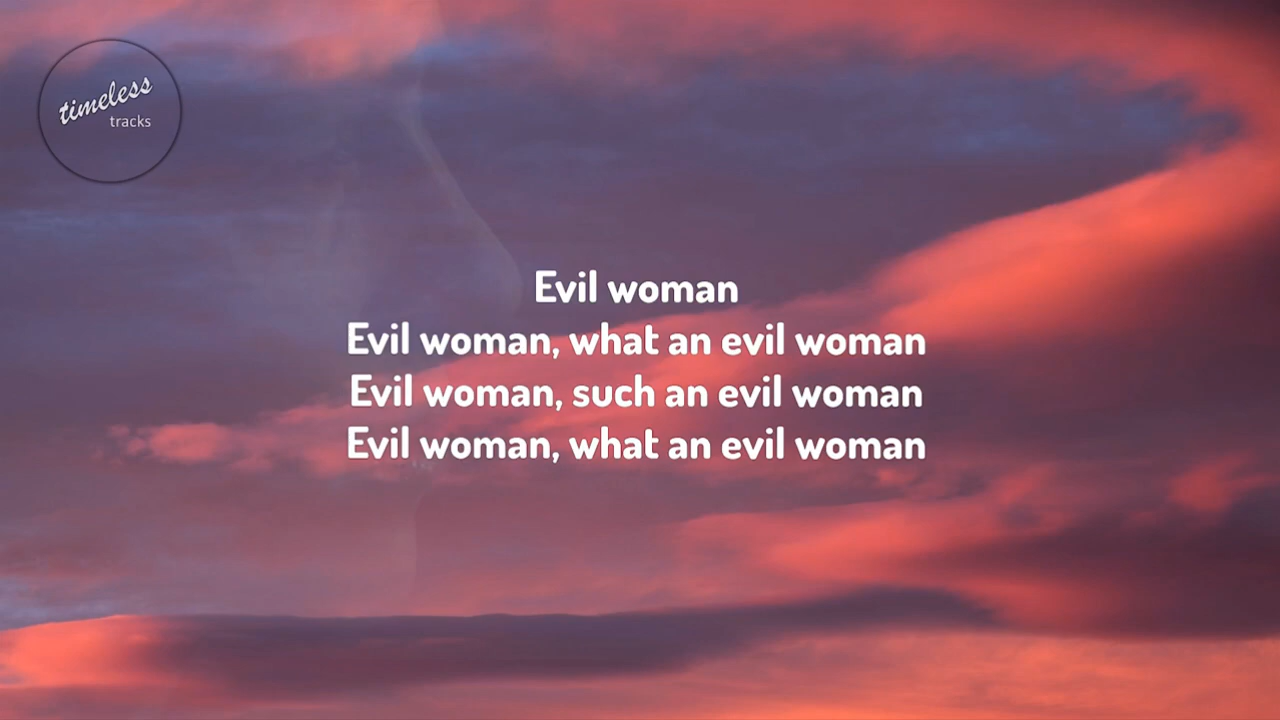 timeless
tracks
Evil woman
Evil woman, what an evil woman
Evil woman, such an evil woman
Evil woman, what an evil woman